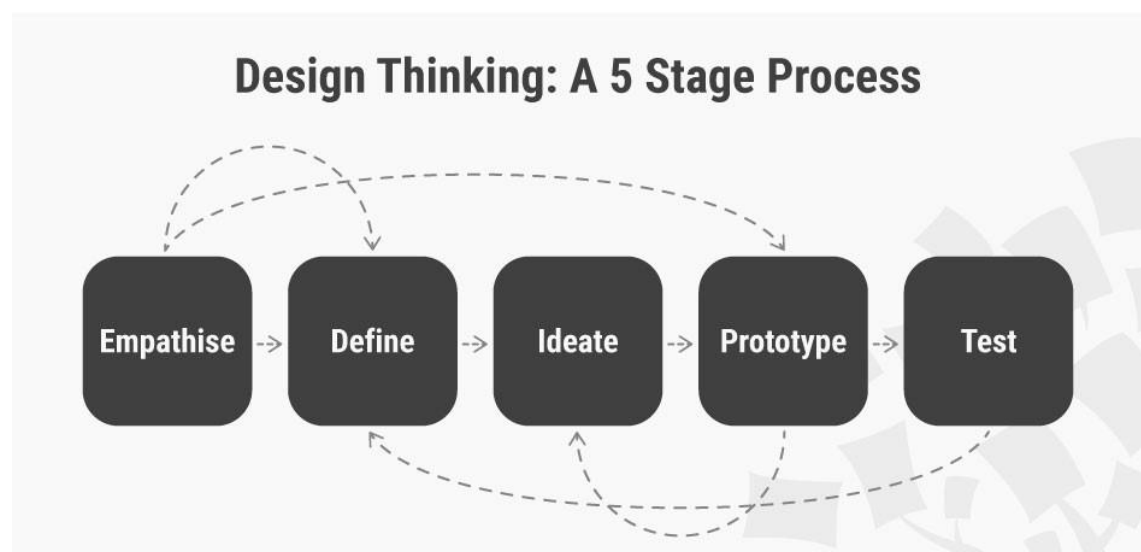 Design Thinking: A 5 Stage Process
Empathise
Define
Ideate
Prototype
Test